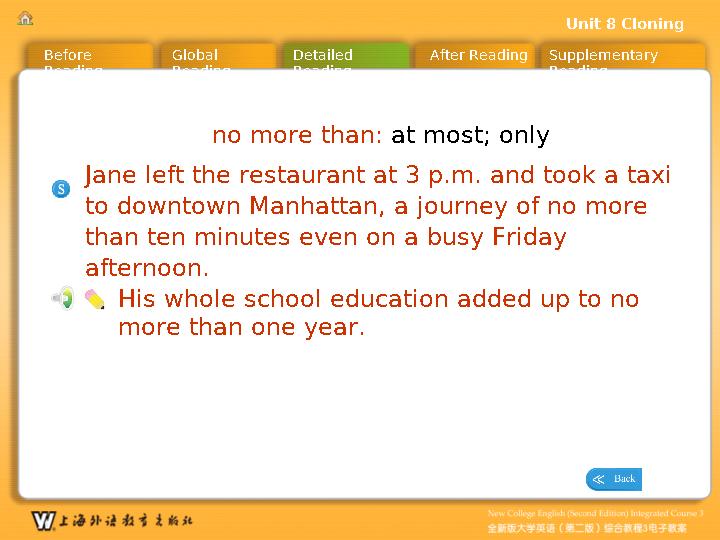 Unit 8 Cloning
Before Reading
Global Reading
Detailed Reading
After Reading
Supplementary Reading
no more than: at most; only
S
Jane left the restaurant at 3 p.m. and took a taxi
to downtown Manhattan, a journey of no more
than ten minutes even on a busy Friday
afternoon.
His whole school education added up to no
more than one year.
≪ Back
W 上海外语教育出版社
New College English (Second Edition) Integrated Course 3
全新版大学英语（第二版）综合教程3电子教案